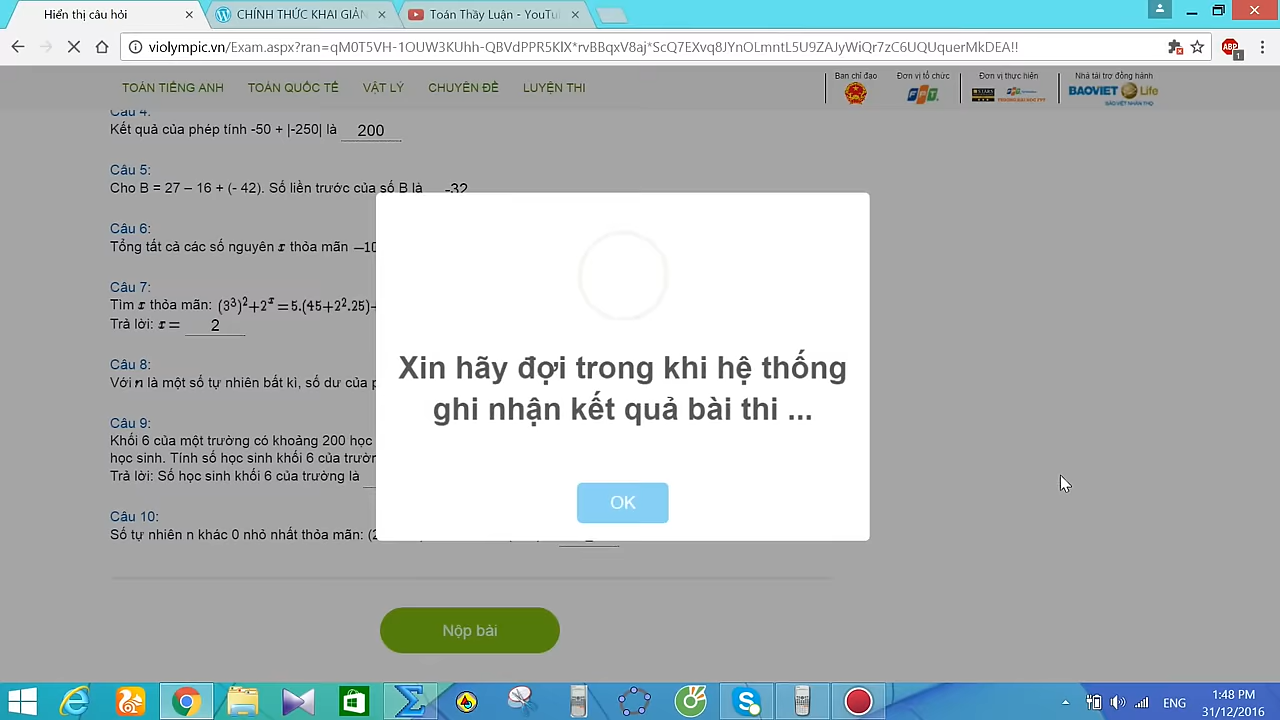 Hiển thị câu hỏi
CHÍNH THỨC KHAI GIẢN
Toán Thầy Luận - YouTu
violympic.vn/Exam.aspx?ran=qM0T5VH-1OUW3KUhh-QBVdPPR5KlX*rvBBqxV8aj*ScQ7EXvq8JYnOLmntL5U9ZAJyWiQr7zC6UQUquerMkDEA!!
ABP
1
TOÁN TIẾNG ANH
TOÁN QUỐC TẾ
VẬT LÝ
CHUYÊN ĐỀ
LUYỆN THI
Ban chỉ đạo
Đơn vị tổ chức
Đơn vị thực hiện
Nhà tài trợ đồng hành
FPT
BAOVIET Life
BẢO VIỆT NHÂN THỌ
Câu 4:
Kết quả của phép tính -50 + |-250| là 200
Câu 5:
Cho B = 27 – 16 + (- 42). Số liền trước của số B là -32
Câu 6:
Tổng tất cả các số nguyên x thỏa mãn −10
Câu 7:
Tìm x thỏa mãn: (3³)²+2ˣ=5.(45+2².25)
Trả lời: x = 2
Câu 8:
Với n là một số tự nhiên bất kì, số dư của
Câu 9:
Khối 6 của một trường có khoảng 200 học
học sinh. Tính số học sinh khối 6 của
Trả lời: Số học sinh khối 6 của trường là
Câu 10:
Số tự nhiên n khác 0 nhỏ nhất thỏa mãn: (2
Xin hãy đợi trong khi hệ thống
ghi nhận kết quả bài thi ...
OK
Nộp bài
ENG
1:48 PM
31/12/2016